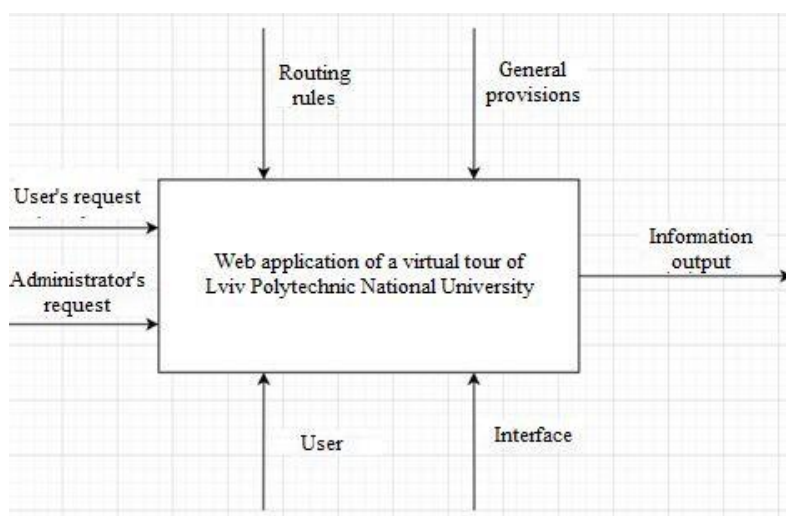 Routing
rules
General
provisions
User's request
Administrator's
request
Web application of a virtual tour of
Lviv Polytechnic National University
Information
output
User
Interface